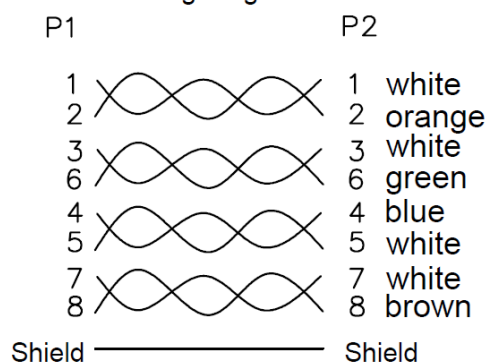 P1 P2
1 1 white
2 2 orange
3 3 white
6 6 green
4 4 blue
5 5 white
7 7 white
8 8 brown
Shield Shield